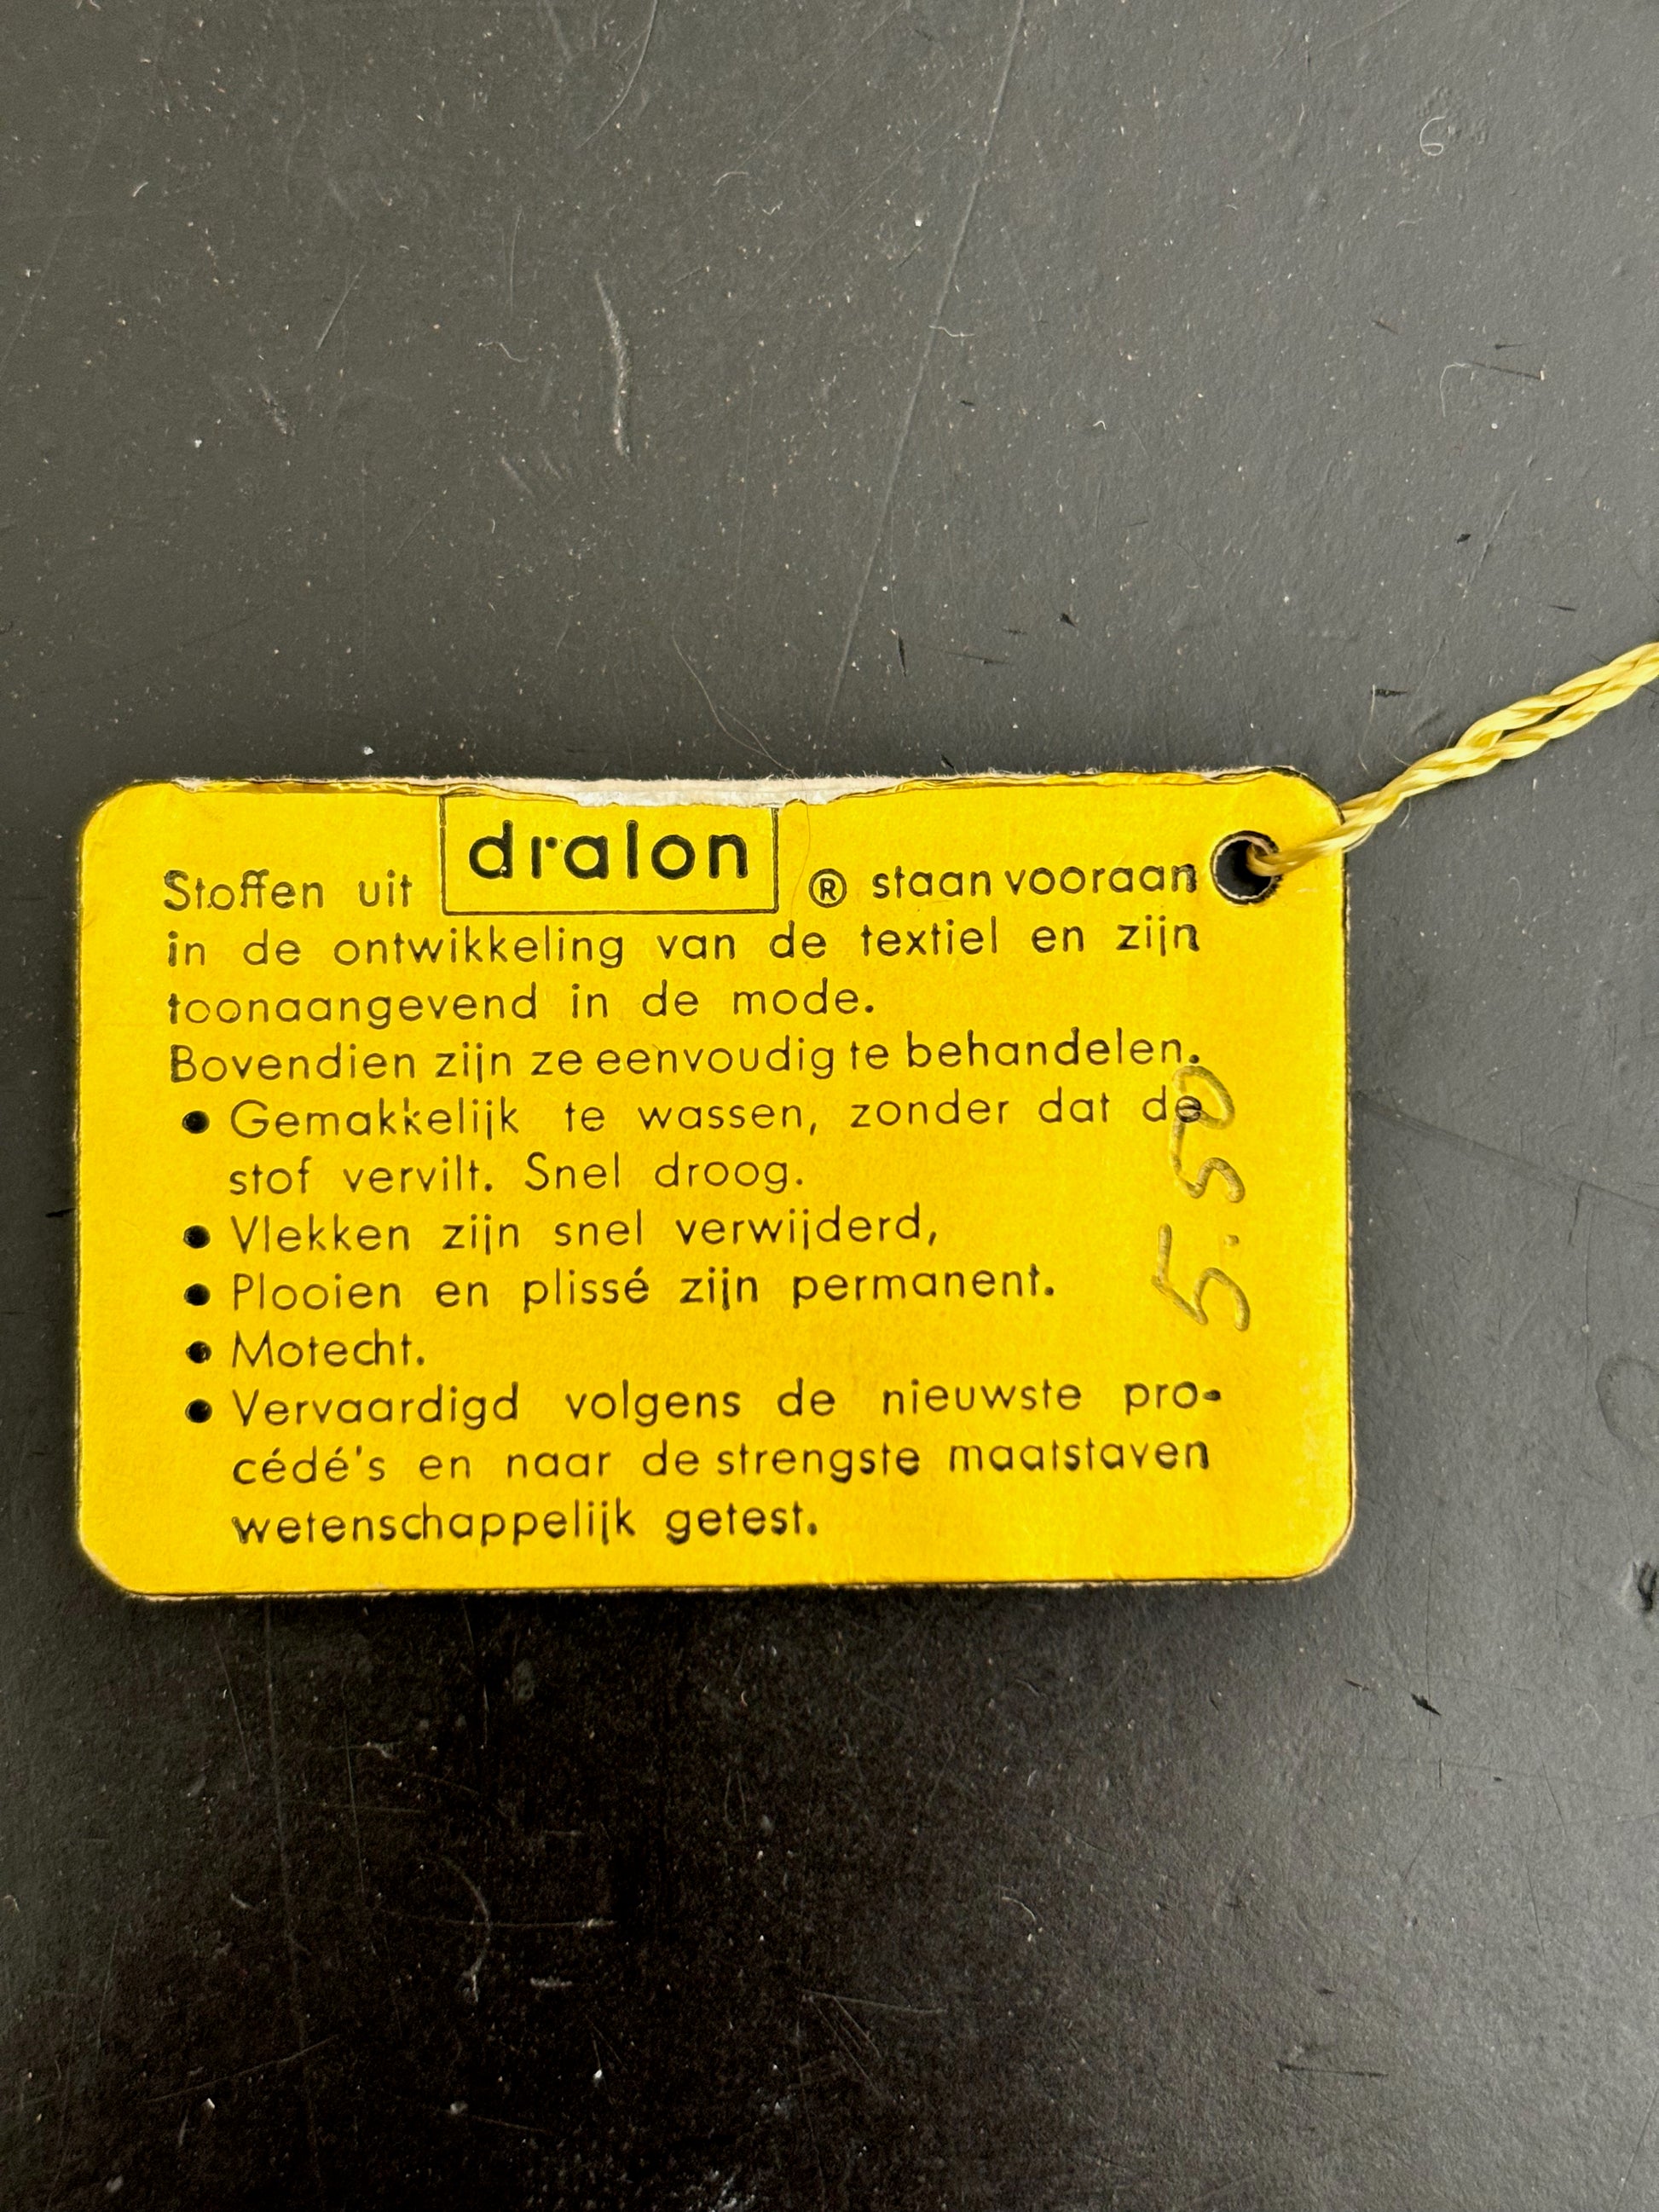 Stoffen uit dralon ® staan vooraan
in de ontwikkeling van de textiel en zijn
toonaangevend in de mode.
Bovendien zijn ze eenvoudig te behandelen.
● Gemakkelijk te wassen, zonder dat de
stof vervilt. Snel droog.
● Vlekken zijn snel verwijderd,
● Plooien en plissé zijn permanent.
● Motecht.
● Vervaardigd volgens de nieuwste pro-
cédé's en naar de strengste maatstaven
wetenschappelijk getest.
5.50